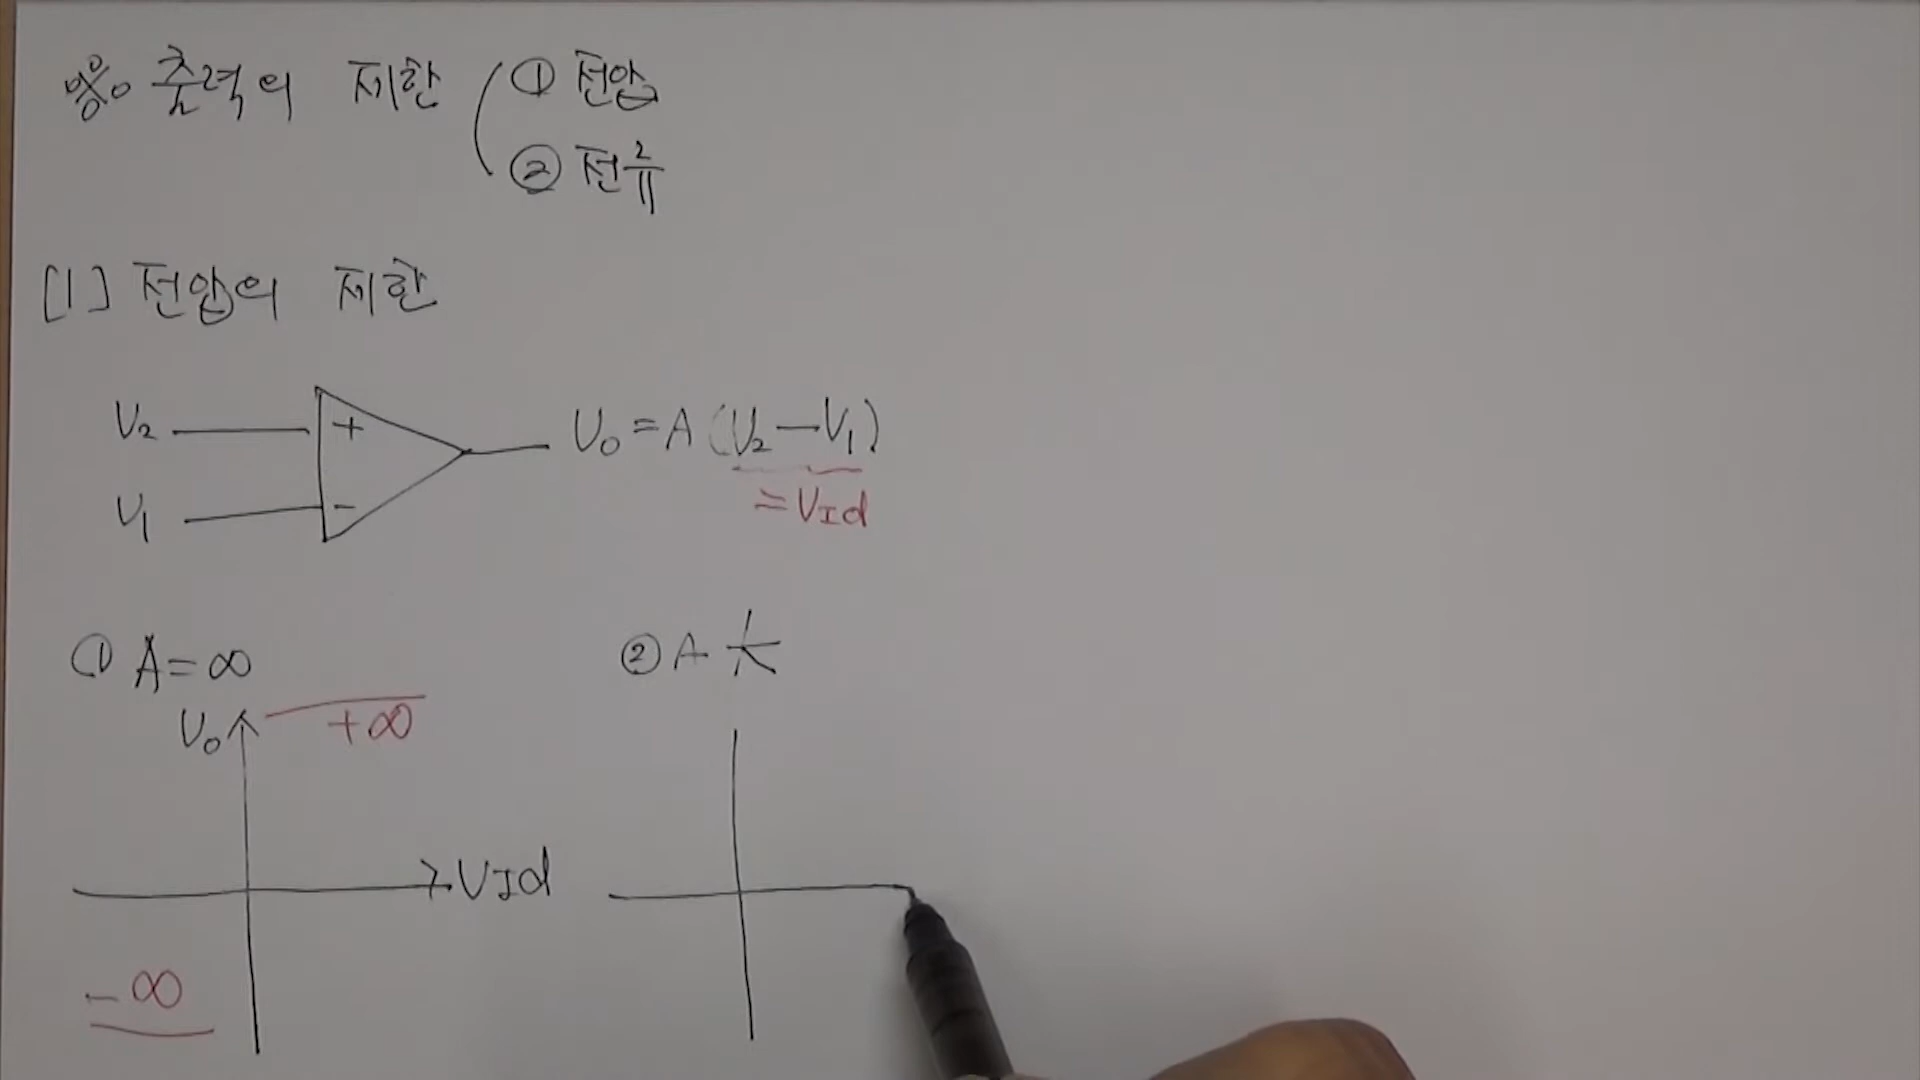 ※ 출력의 제한 ( ① 전압
② 전류
[1] 전압의 제한
V2 + V0 = A (V2 - V1)
= VId
V1 -
① A = ∞
② A 大
V0 +∞
VId
-∞